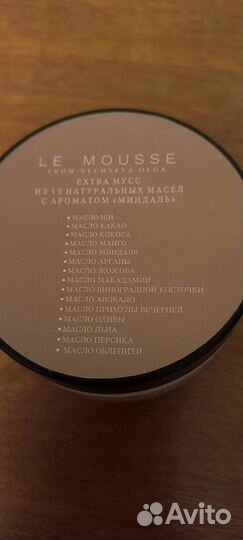 LE MOUSSE
FROM NECHAEVA OLGA
EXTRA МУСС
ИЗ 15 НАТУРАЛЬНЫХ МАСЕЛ
С АРОМАТОМ «МИНДАЛЬ»
• МАСЛО ШИ
• МАСЛО КАКАО
• МАСЛО КОКОСА
• МАСЛО МАНГО
• МАСЛО МИНДАЛЯ
• МАСЛО АРГАНЫ
• МАСЛО ЖОЖОБА
• МАСЛО МАКАДАМИИ
• МАСЛО ВИНОГРАДНОЙ КОСТОЧКИ
• МАСЛО АВОКАДО
• МАСЛО ПРИМУЛЫ ВЕЧЕРНЕЙ
• МАСЛО ОЛИВЫ
• МАСЛО ЛЬНА
• МАСЛО ПЕРСИКА
• МАСЛО ОБЛЕПИХИ
Avito